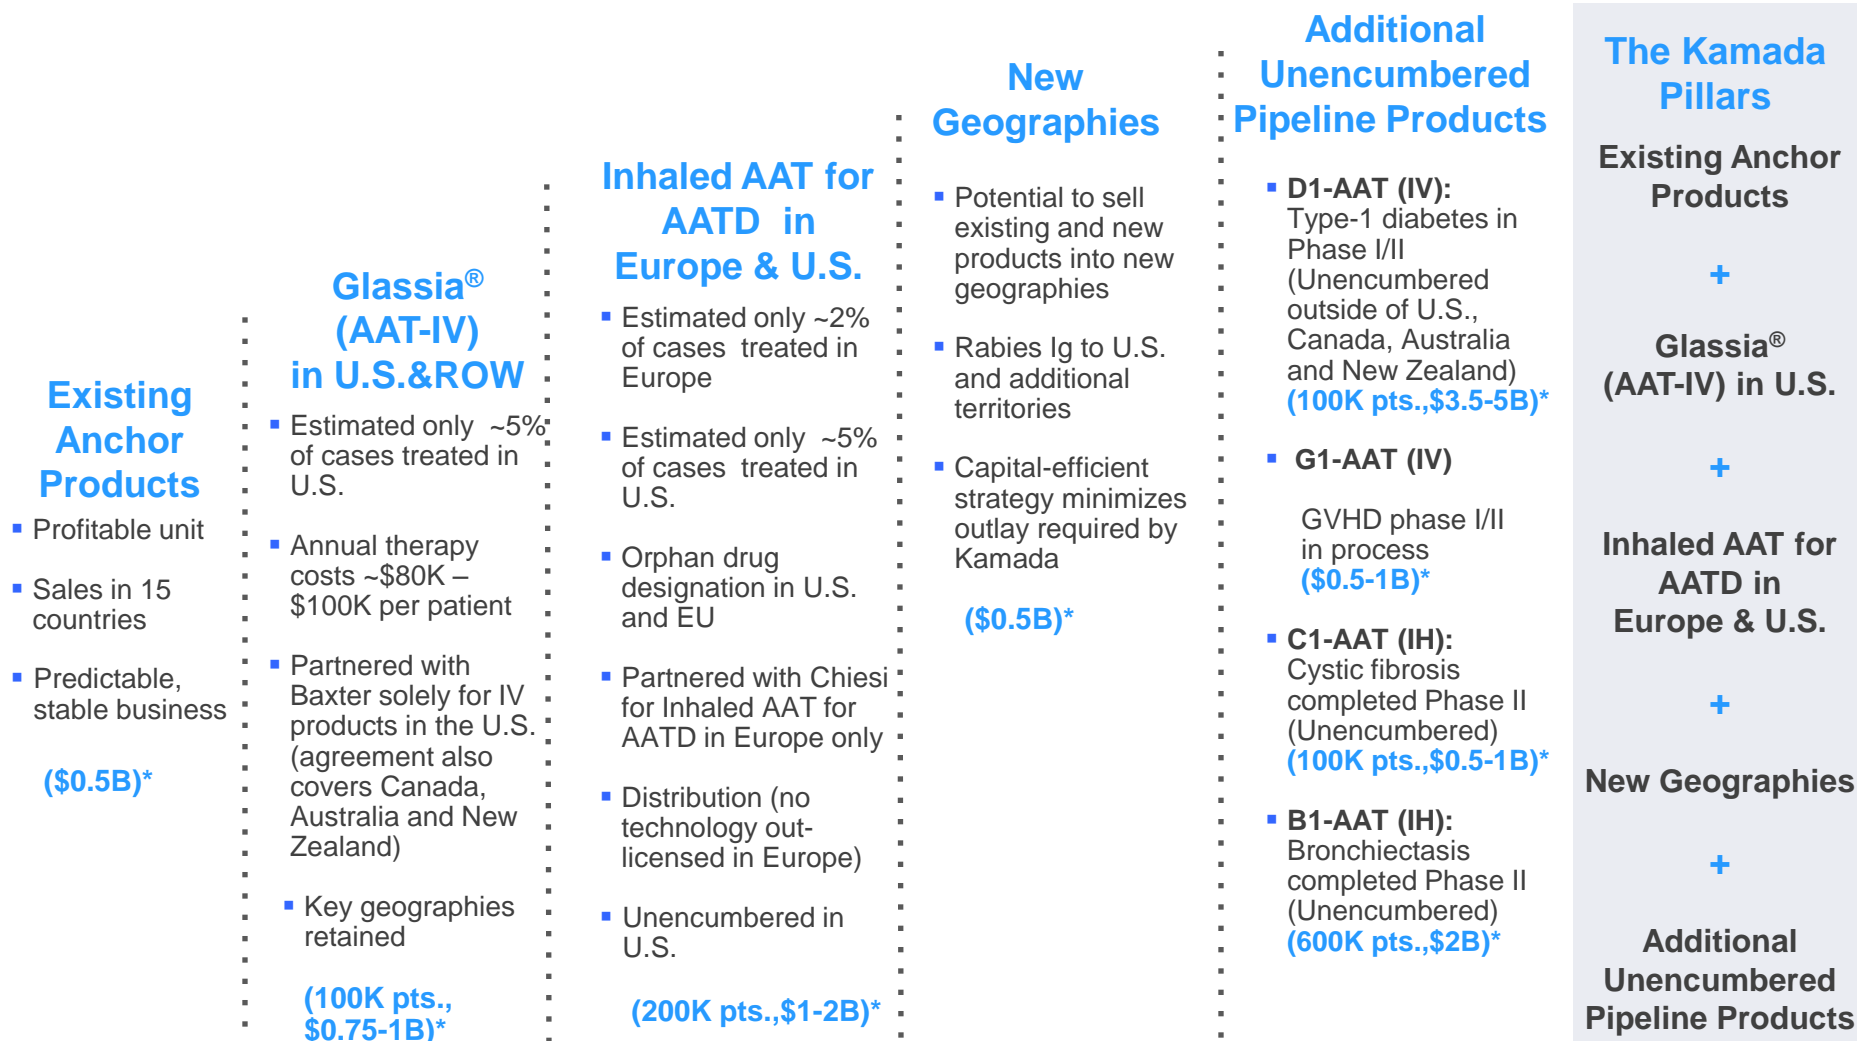 Existing
Anchor
Products
▪ Profitable unit
▪ Sales in 15
countries
▪ Predictable,
stable business
($0.5B)*
Glassia®
(AAT-IV)
in U.S.&ROW
▪ Estimated only ~5%
of cases treated in
U.S.
▪ Annual therapy
costs ~$80K –
$100K per patient
▪ Partnered with
Baxter solely for IV
products in the U.S.
(agreement also
covers Canada,
Australia and New
Zealand)
▪ Key geographies
retained
(100K pts.,
$0.75-1B)*
Inhaled AAT for
AATD in
Europe & U.S.
▪ Estimated only ~2%
of cases treated in
Europe
▪ Estimated only ~5%
of cases treated in
U.S.
▪ Orphan drug
designation in U.S.
and EU
▪ Partnered with Chiesi
for Inhaled AAT for
AATD in Europe only
▪ Distribution (no
technology out-
licensed in Europe)
▪ Unencumbered in
U.S.
(200K pts.,$1-2B)*
New
Geographies
▪ Potential to sell
existing and new
products into new
geographies
▪ Rabies Ig to U.S.
and additional
territories
▪ Capital-efficient
strategy minimizes
outlay required by
Kamada
($0.5B)*
Additional
Unencumbered
Pipeline Products
▪ D1-AAT (IV):
Type-1 diabetes in
Phase I/II
(Unencumbered
outside of U.S.,
Canada, Australia
and New Zealand)
(100K pts.,$3.5-5B)*
▪ G1-AAT (IV)
GVHD phase I/II
in process
($0.5-1B)*
▪ C1-AAT (IH):
Cystic fibrosis
completed Phase II
(Unencumbered)
(100K pts.,$0.5-1B)*
▪ B1-AAT (IH):
Bronchiectasis
completed Phase II
(Unencumbered)
(600K pts.,$2B)*
The Kamada
Pillars
Existing Anchor
Products
+
Glassia®
(AAT-IV) in U.S.
+
Inhaled AAT for
AATD in
Europe & U.S.
+
New Geographies
+
Additional
Unencumbered
Pipeline Products